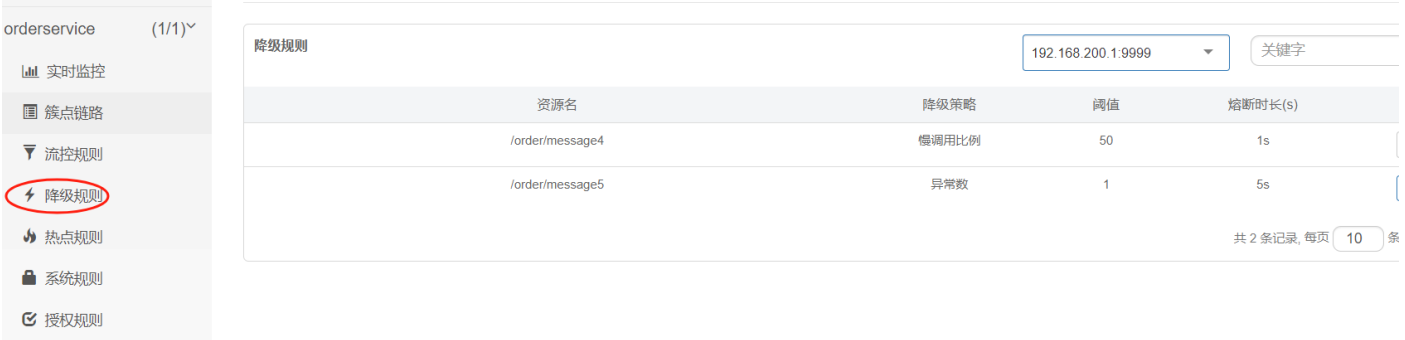 orderservice (1/1)
实时监控
簇点链路
流控规则
降级规则
热点规则
系统规则
授权规则
降级规则 192.168.200.1:9999 关键字
资源名 降级策略 阈值 熔断时长(s)
/order/message4 慢调用比例 50 1s
/order/message5 异常数 1 5s
共 2 条记录, 每页 10 条